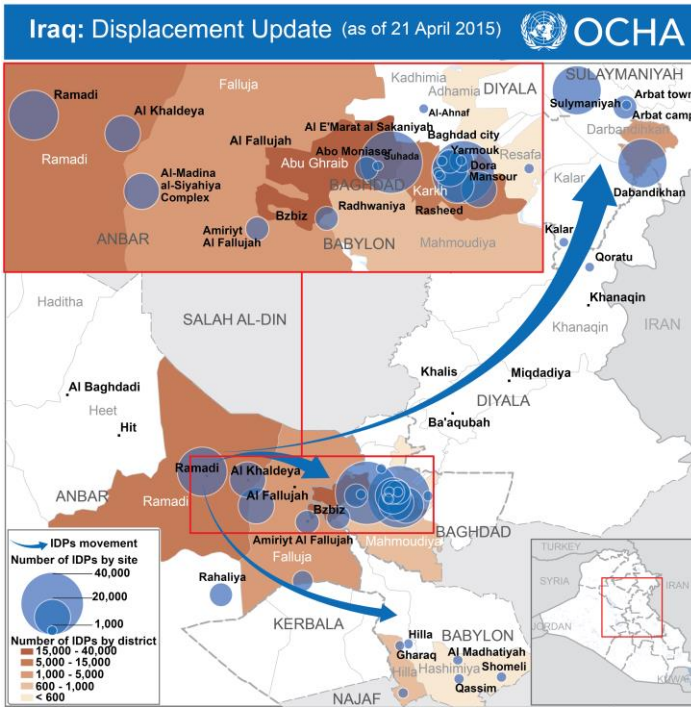 Iraq: Displacement Update (as of 21 April 2015)
OCHA
SULAYMANIYAH
Falluja
Kadhimia
DIYALA
Adhamia
Ramadi
Al Khaldeya
Al-Ahnaf
Sulymaniyah
Arbat town
Arbat camp
Darbandinkan
Al E'Marat al Sakaniyah
Baghdad city
Al Fallujah
Abo Moniaser
Suhada
Yarmouk
Resafa
Ramadi
Abu Ghraib
Dora
Mansour
Kalar
Al-Madina
al-Siyahiya
Complex
BAGHDAD
Karkh
Dabandikhan
Bzbiz
Radhwaniya
Rasheed
Amiriyt
Al Fallujah
ANBAR
BABYLON
Mahmoudiya
Kalar
Qoratu
Haditha
SALAH AL-DIN
Khanaqin
IRAN
Khanaqin
Khalis
Miqdadiya
Al Baghdadi
DIYALA
Heet
Hit
Ba'aqubah
Ramadi
Al Khaldeya
ANBAR
Ramadi
Al Fallujah
Bzbiz
BAGHDAD
Amiriyt Al Fallujah
Mahmoudiya
Falluja
IDPs movement
Number of IDPs by site
40,000
20,000
1,000
Number of IDPs by district
15,000 - 40,000
5,000 - 15,000
1,000 - 5,000
600 - 1,000
< 600
Rahaliya
KERBALA
Hilla
BABYLON
Gharaq
Al Madhatiyah
Hilla
Hashimiya
Shomeli
Qassim
NAJAF
TURKEY
SYRIA
IRAN
JORDAN